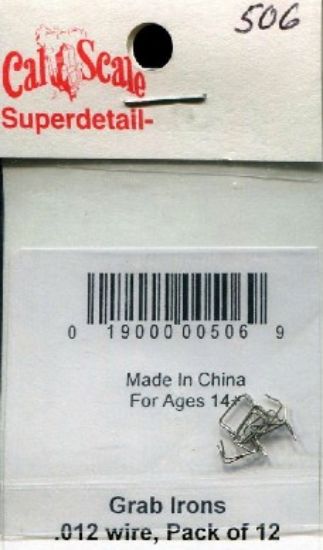 506
Cal Scale
Superdetail-
0 19000 00506 9
Made In China
For Ages 14+
Grab Irons
.012 wire, Pack of 12